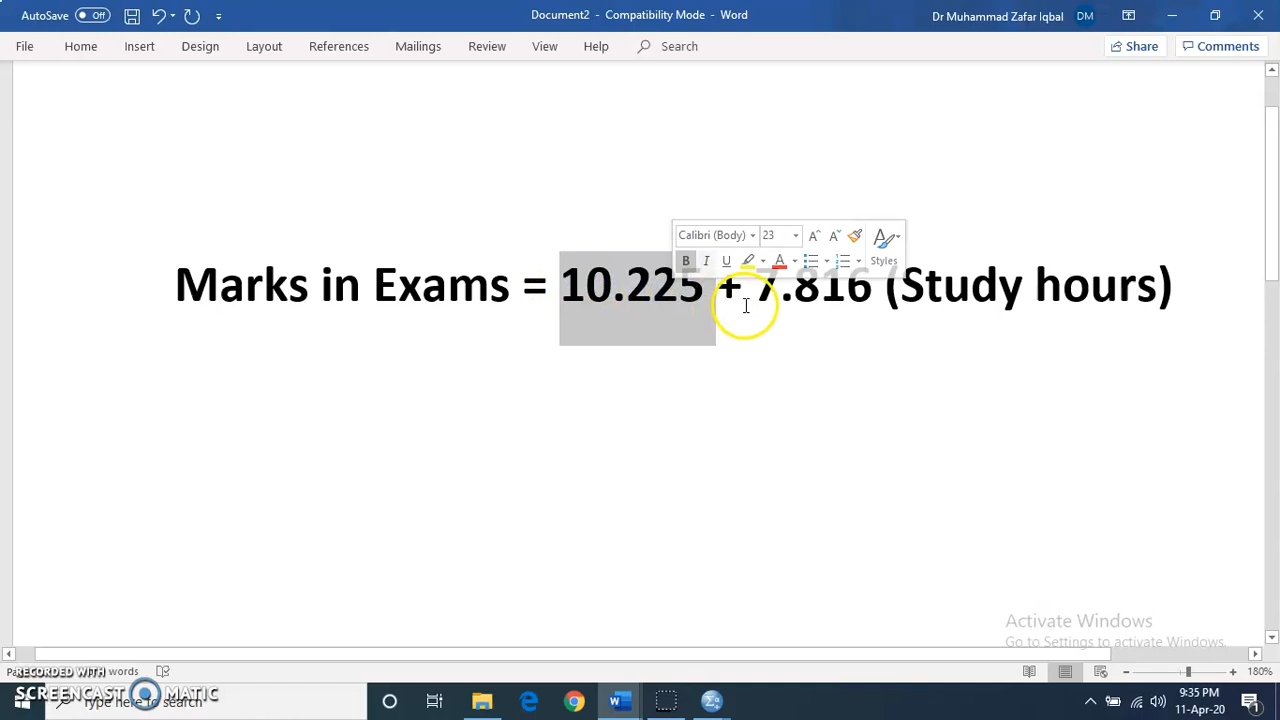 AutoSave Off
Document2 - Compatibility Mode - Word
Dr Muhammad Zafar Iqbal DM
File Home Insert Design Layout References Mailings Review View Help Search
Share Comments
Calibri (Body) 23
B I U A Styles
Marks in Exams = 10.225 + 7.816 (Study hours)
Activate Windows
Go to Settings to activate Windows.
words
180%
RECORDED WITH
SCREENCAST MATIC
Type here to search
9:35 PM
11-Apr-20
1